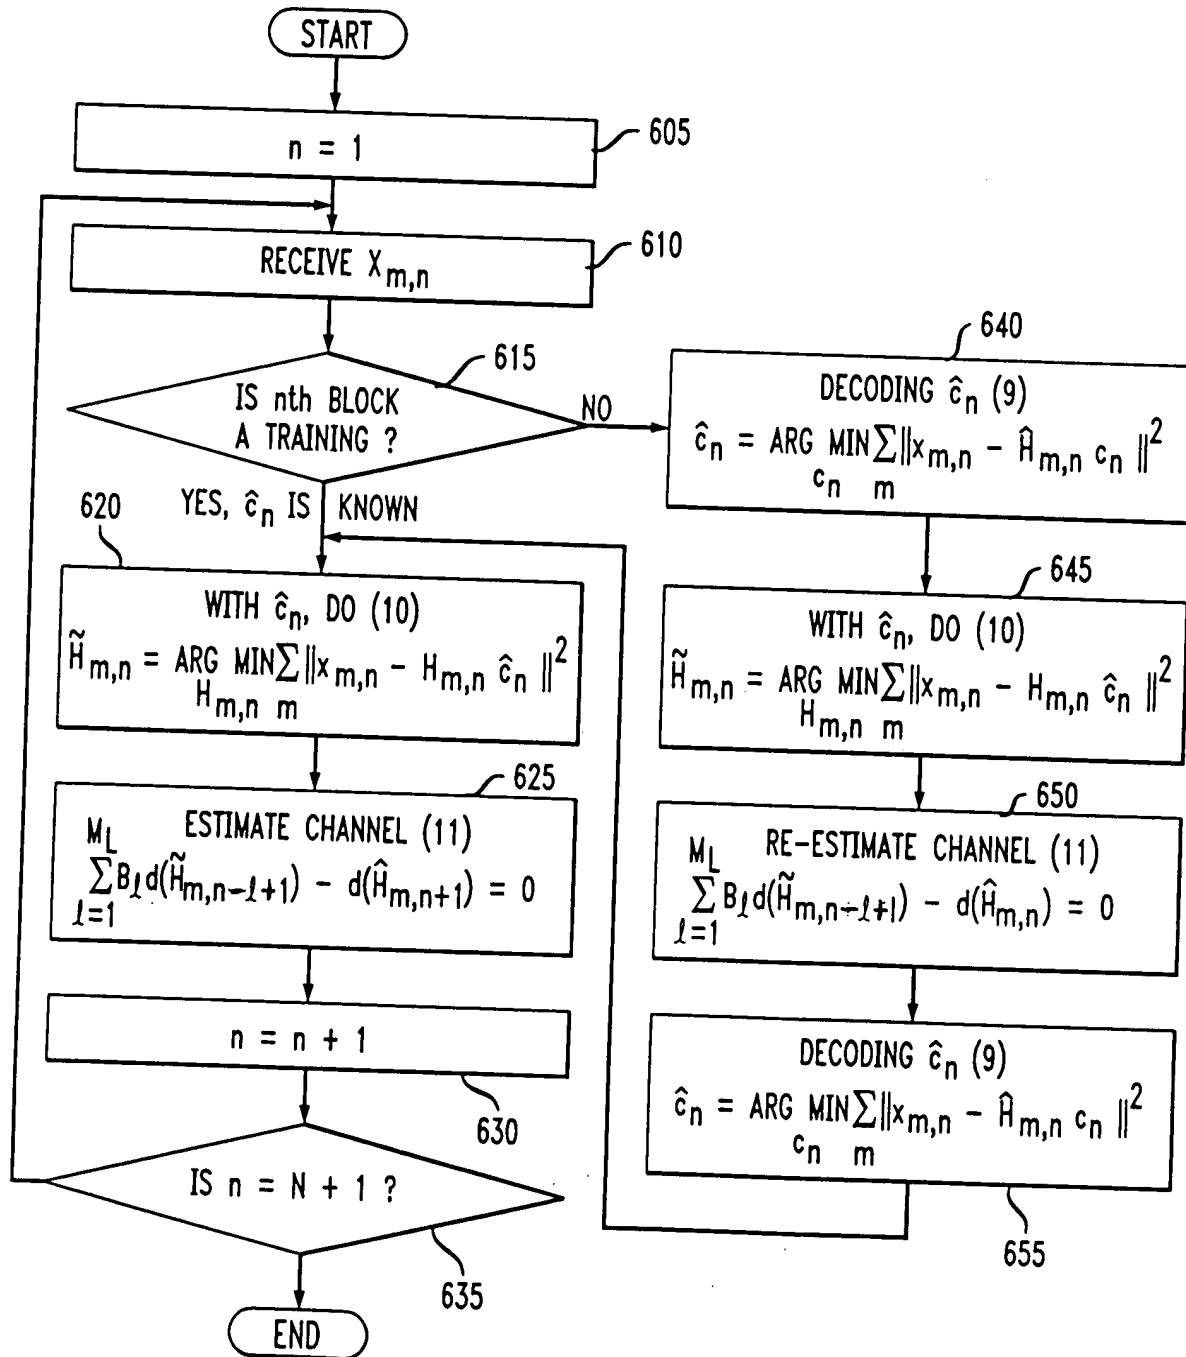 START
n = 1
605
RECEIVE X_{m,n}
610
IS nth BLOCK
A TRAINING ?
615
NO
YES, ĉ_n IS KNOWN
620
WITH ĉ_n, DO (10)
H̃_{m,n} = ARG MIN ∑ ‖x_{m,n} - H_{m,n} ĉ_n ‖²
H_{m,n} m
625
M_L ESTIMATE CHANNEL (11)
∑ B_ℓ d(H̃_{m,n-ℓ+1}) - d(Ĥ_{m,n+1}) = 0
ℓ=1
n = n + 1
630
IS n = N + 1 ?
635
END
640
DECODING ĉ_n (9)
ĉ_n = ARG MIN ∑ ‖x_{m,n} - Ĥ_{m,n} c_n ‖²
c_n m
645
WITH ĉ_n, DO (10)
H̃_{m,n} = ARG MIN ∑ ‖x_{m,n} - H_{m,n} ĉ_n ‖²
H_{m,n} m
650
M_L RE-ESTIMATE CHANNEL (11)
∑ B_ℓ d(H̃_{m,n-ℓ+1}) - d(Ĥ_{m,n}) = 0
ℓ=1
DECODING ĉ_n (9)
ĉ_n = ARG MIN ∑ ‖x_{m,n} - Ĥ_{m,n} c_n ‖²
c_n m
655